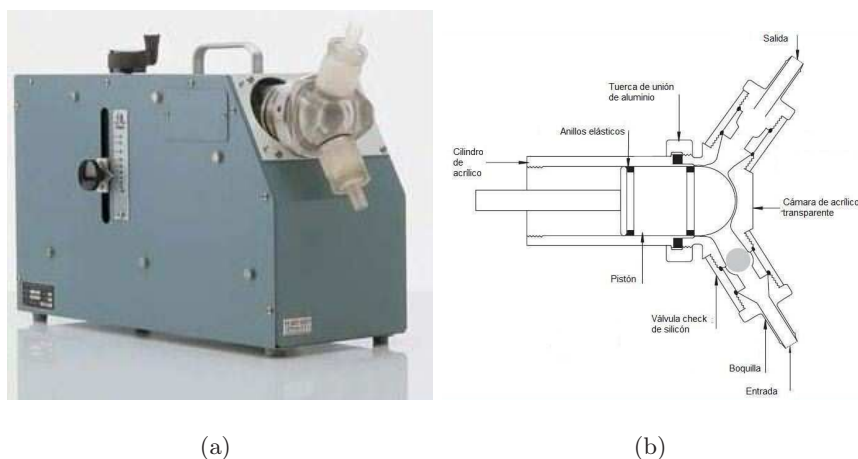 Salida
Tuerca de unión
de aluminio
Anillos elásticos
Cilindro
de
acrílico
Cámara de acrílico
transparente
Pistón
Válvula check
de silicón
Boquilla
Entrada
(a)
(b)